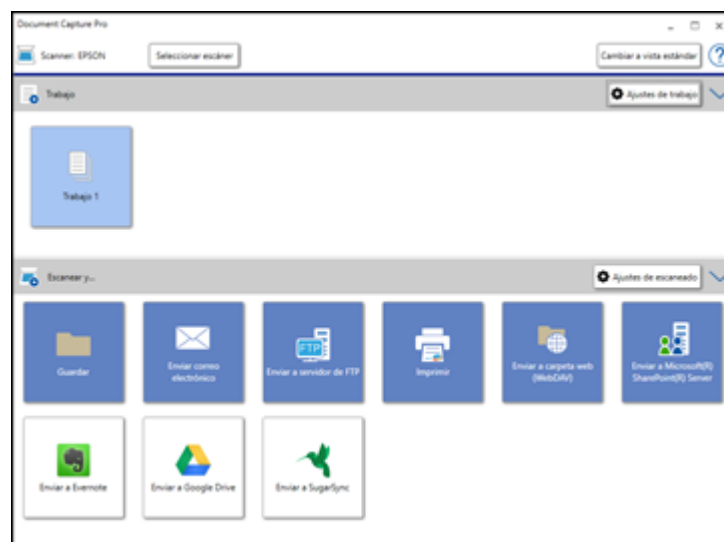 Document Capture Pro
Scanner: EPSON
Seleccionar escáner
Cambiar a vista estándar
?
Trabajo
Ajustes de trabajo
Trabajo 1
Escanear y...
Ajustes de escaneado
Guardar
Enviar correo
electrónico
FTP
Enviar a servidor de FTP
Imprimir
Enviar a carpeta web
(WebDAV)
Enviar a Microsoft(R)
SharePoint(R) Server
Enviar a Evernote
Enviar a Google Drive
Enviar a SugarSync